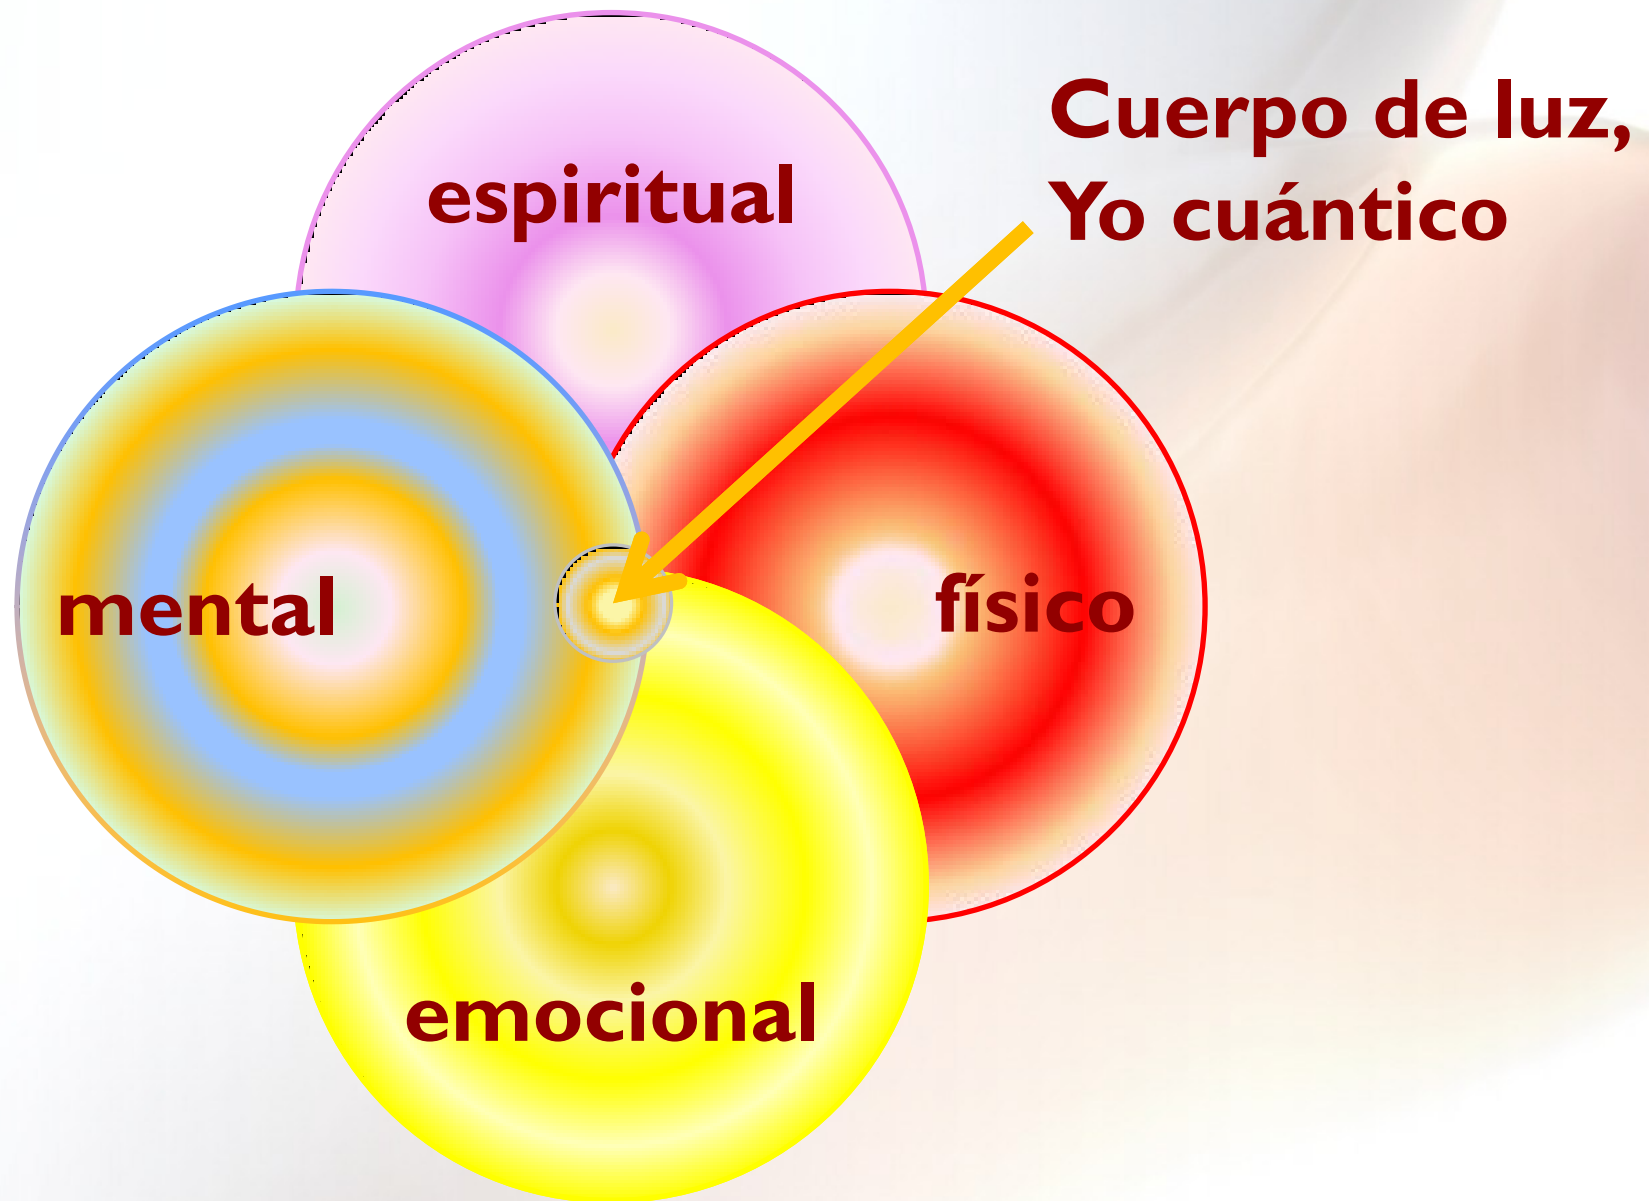 Cuerpo de luz,
Yo cuántico
espiritual
mental
físico
emocional